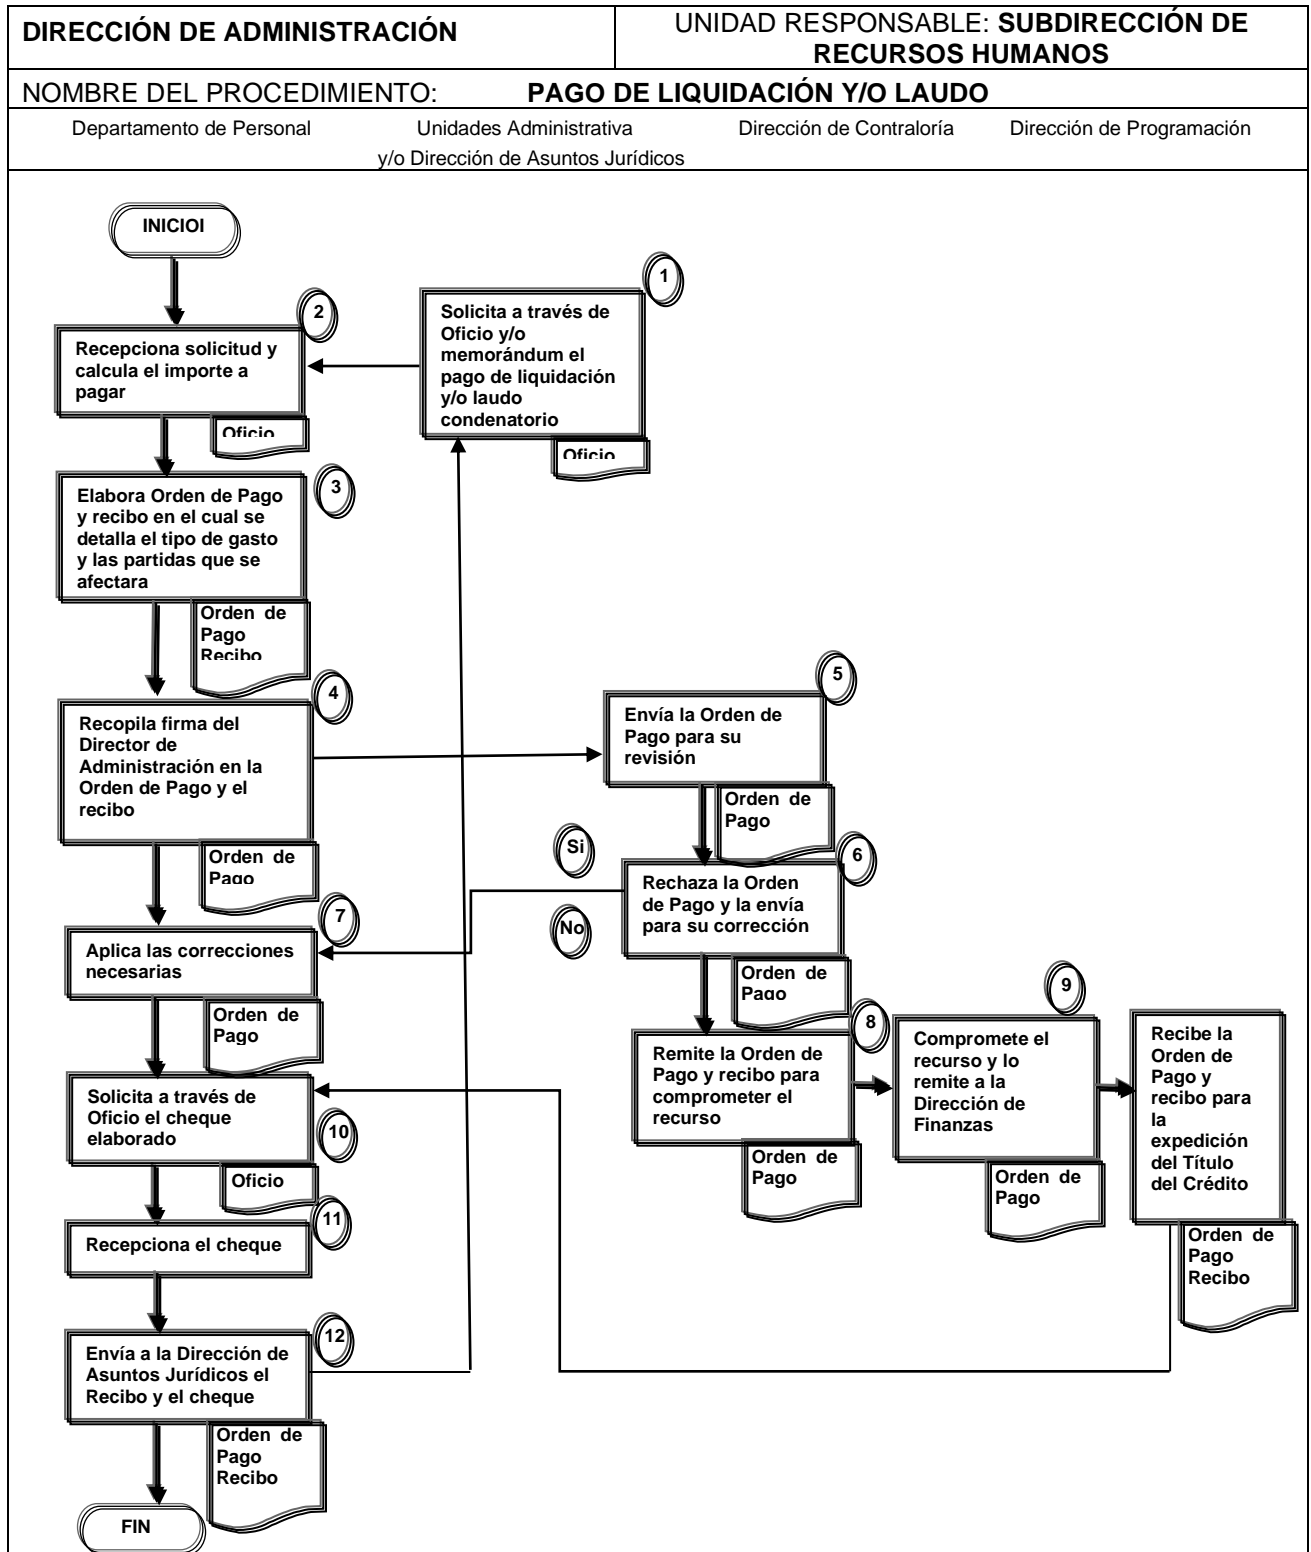 DIRECCIÓN DE ADMINISTRACIÓN
UNIDAD RESPONSABLE: SUBDIRECCIÓN DE
RECURSOS HUMANOS
NOMBRE DEL PROCEDIMIENTO: PAGO DE LIQUIDACIÓN Y/O LAUDO
Departamento de Personal
Unidades Administrativa
y/o Dirección de Asuntos Jurídicos
Dirección de Contraloría
Dirección de Programación
INICIOI
1
Solicita a través de
Oficio y/o
memorándum el
pago de liquidación
y/o laudo
condenatorio
Oficio
2
Recepciona solicitud y
calcula el importe a
pagar
Oficio
3
Elabora Orden de Pago
y recibo en el cual se
detalla el tipo de gasto
y las partidas que se
afectara
Orden de
Pago
Recibo
4
Recopila firma del
Director de
Administración en la
Orden de Pago y el
recibo
Orden de
Pago
5
Envía la Orden de
Pago para su
revisión
Orden de
Pago
Si
No
6
Rechaza la Orden
de Pago y la envía
para su corrección
Orden de
Pago
7
Aplica las correcciones
necesarias
Orden de
Pago
8
Remite la Orden de
Pago y recibo para
comprometer el
recurso
Orden de
Pago
9
Compromete el
recurso y lo
remite a la
Dirección de
Finanzas
Orden de
Pago
Recibe la
Orden de
Pago y
recibo para
la
expedición
del Título
del Crédito
Orden de
Pago
Recibo
Solicita a través de
Oficio el cheque
elaborado
10
Oficio
11
Recepciona el cheque
12
Envía a la Dirección de
Asuntos Jurídicos el
Recibo y el cheque
Orden de
Pago
Recibo
FIN